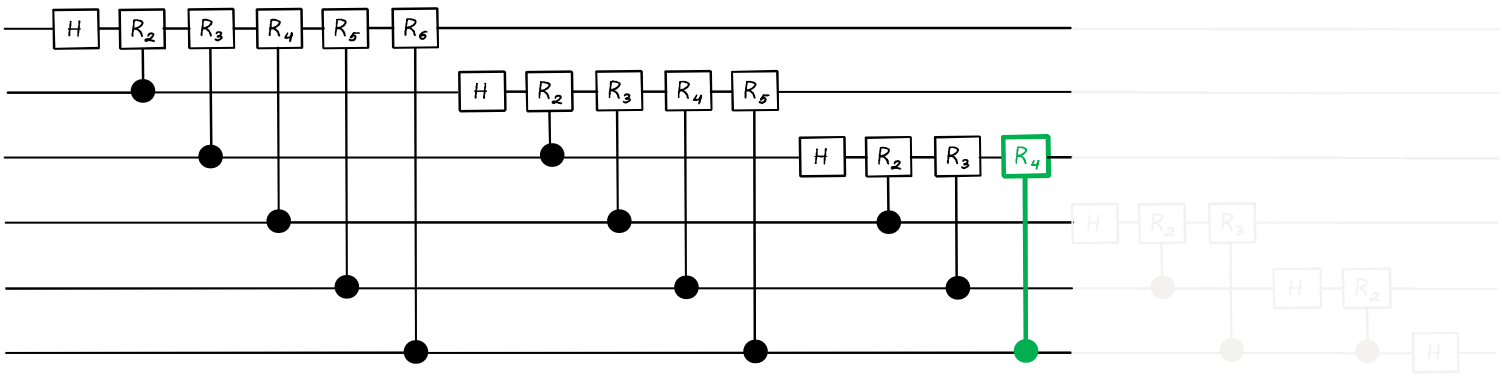 H R₂ R₃ R₄ R₅ R₆
H R₂ R₃ R₄ R₅
H R₂ R₃ R₄
H R₂ R₃
H R₂
H